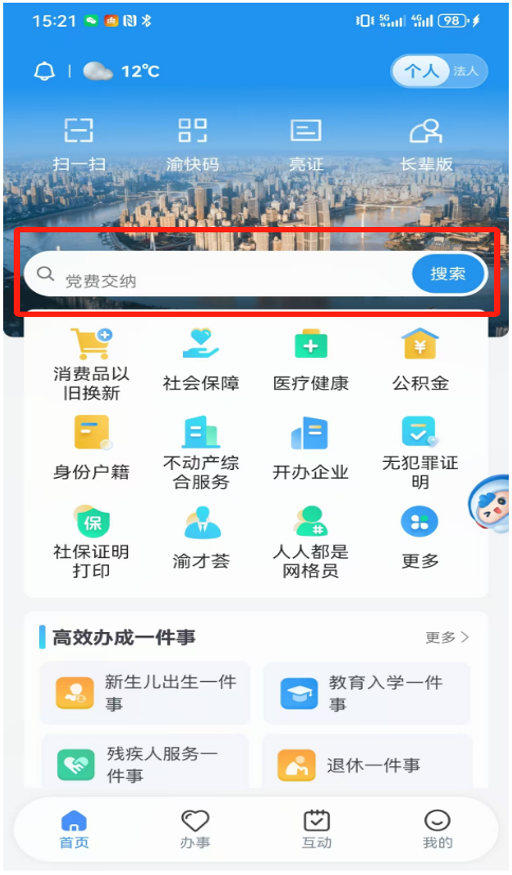 15:21
5G
4G
98
12℃
个人 法人
扫一扫 渝快码 亮证 长辈版
党费交纳 搜索
消费品以
旧换新
社会保障
医疗健康
公积金
身份户籍
不动产综
合服务
开办企业
无犯罪证
明
保
社保证明
打印
渝才荟
人人都是
网格员
更多
高效办成一件事 更多
新生儿出生一件
事
教育入学一件
事
残疾人服务一
件事
退休一件事
首页 办事 互动 我的